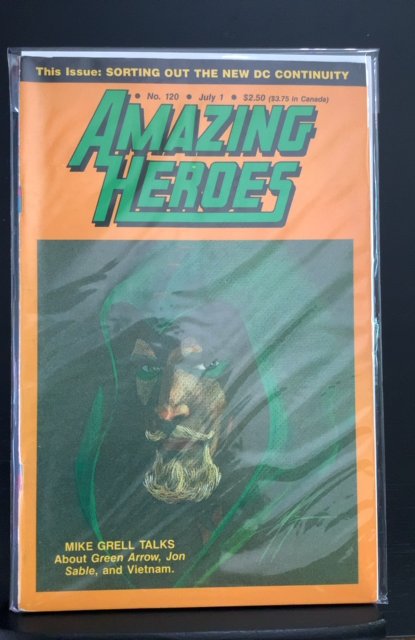 This Issue: SORTING OUT THE NEW DC CONTINUITY
• No. 120 • July 1 • $2.50 ($3.75 in Canada)
AMAZING
HEROES
MIKE GRELL TALKS
About Green Arrow, Jon
Sable, and Vietnam.